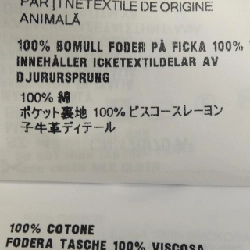 PĂRȚI NETEXTILE DE ORIGINE
ANIMALĂ
100% BOMULL FODER PÅ FICKA 100%
INNEHÅLLER ICKETEXTILDELAR AV
DJURURSPRUNG
100% 綿
ポケット裏地 100% ビスコースレーヨン
子牛革ディテール
100% COTONE
FODERA TASCHE 100% VISCOSA